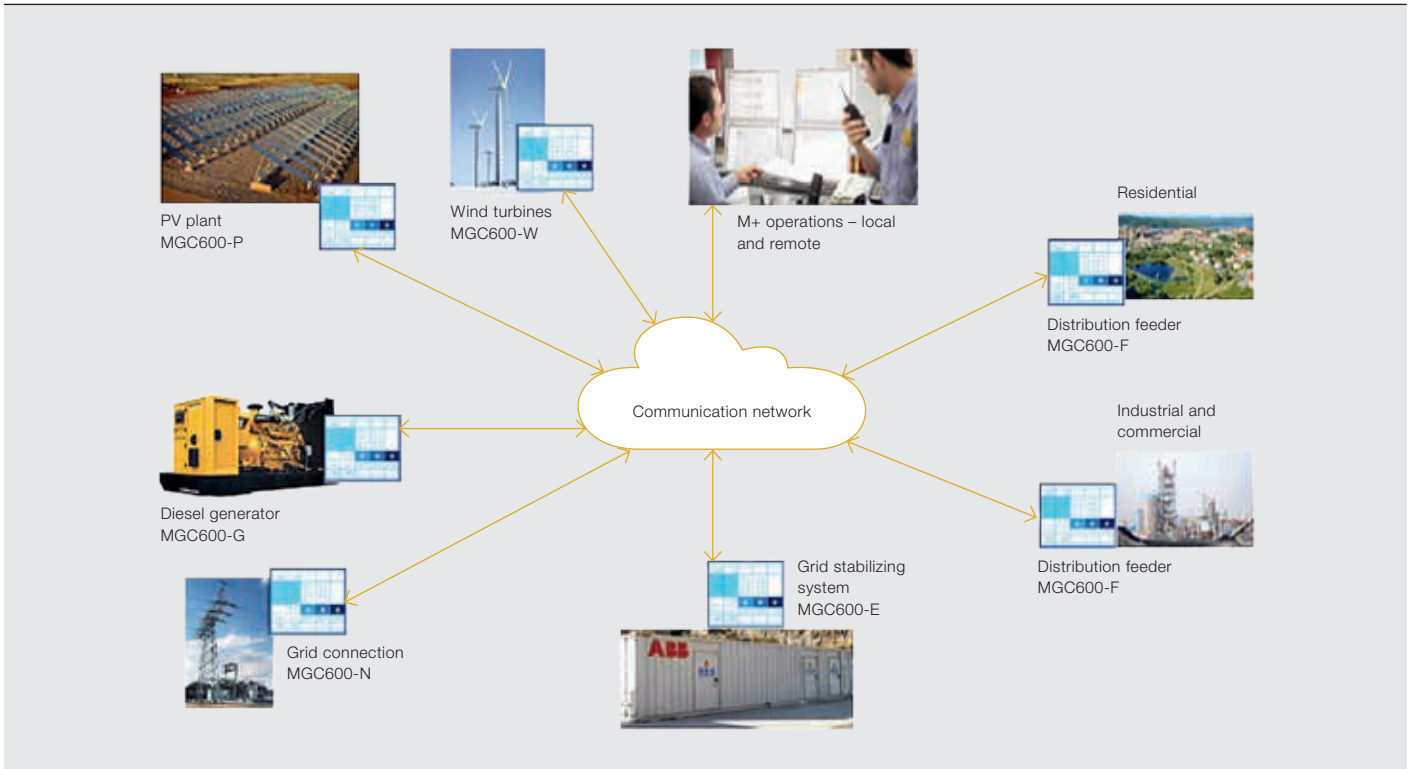 PV plant
MGC600-P
Wind turbines
MGC600-W
M+ operations – local
and remote
Residential
Distribution feeder
MGC600-F
Communication network
Industrial and
commercial
Distribution feeder
MGC600-F
Diesel generator
MGC600-G
Grid stabilizing
system
MGC600-E
Grid connection
MGC600-N
ABB